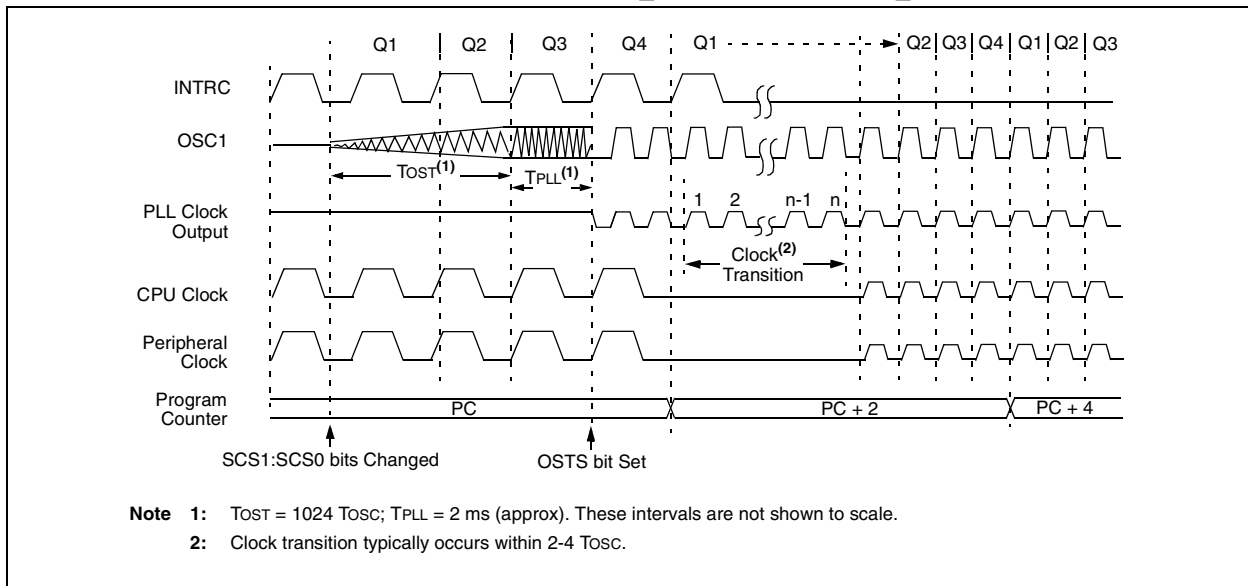 Q1 Q2 Q3 Q4 Q1 Q2 Q3 Q4 Q1 Q2 Q3
INTRC
OSC1
TOST(1)
TPLL(1)
1 2 n-1 n
PLL Clock
Output
Clock(2)
Transition
CPU Clock
Peripheral
Clock
Program
Counter
PC PC + 2 PC + 4
SCS1:SCS0 bits Changed OSTS bit Set
Note 1: TOST = 1024 TOSC; TPLL = 2 ms (approx). These intervals are not shown to scale.
2: Clock transition typically occurs within 2-4 TOSC.